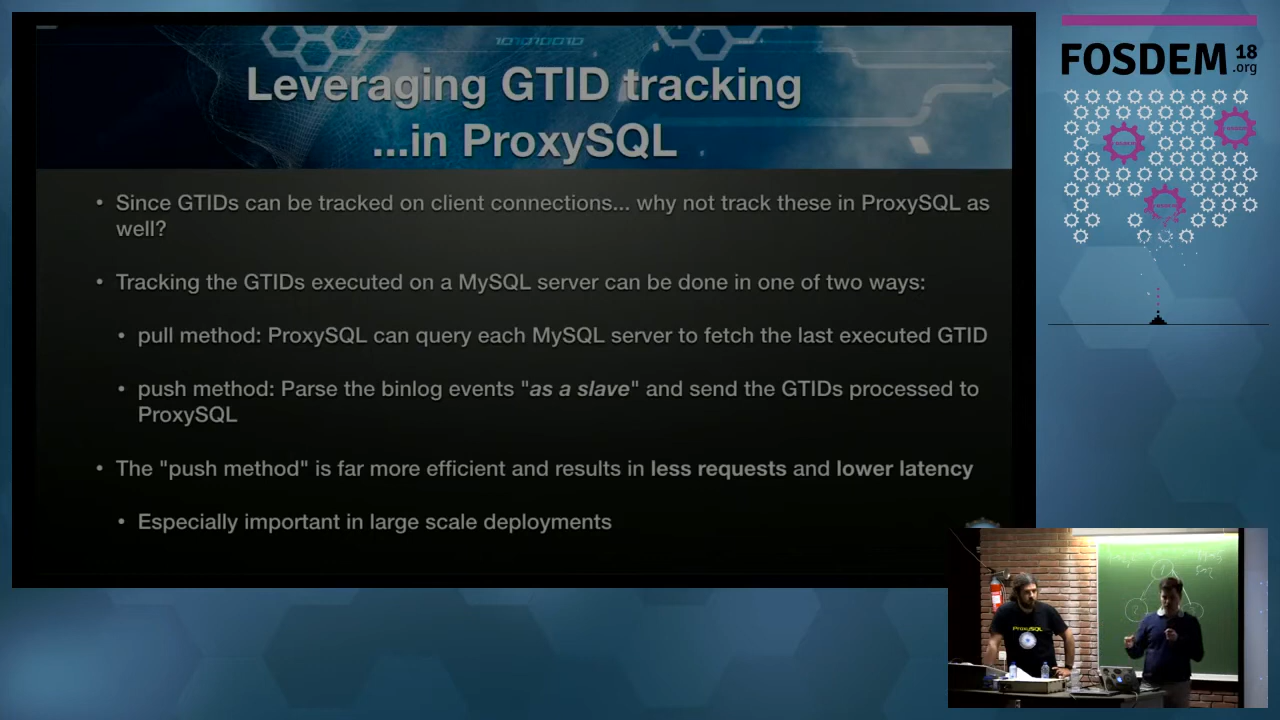 1010100010
Leveraging GTID tracking
...in ProxySQL
• Since GTIDs can be tracked on client connections... why not track these in ProxySQL as
well?
• Tracking the GTIDs executed on a MySQL server can be done in one of two ways:
• pull method: ProxySQL can query each MySQL server to fetch the last executed GTID
• push method: Parse the binlog events "as a slave" and send the GTIDs processed to
ProxySQL
• The "push method" is far more efficient and results in less requests and lower latency
• Especially important in large scale deployments
FOSDEM 18
.org
ProxySQL